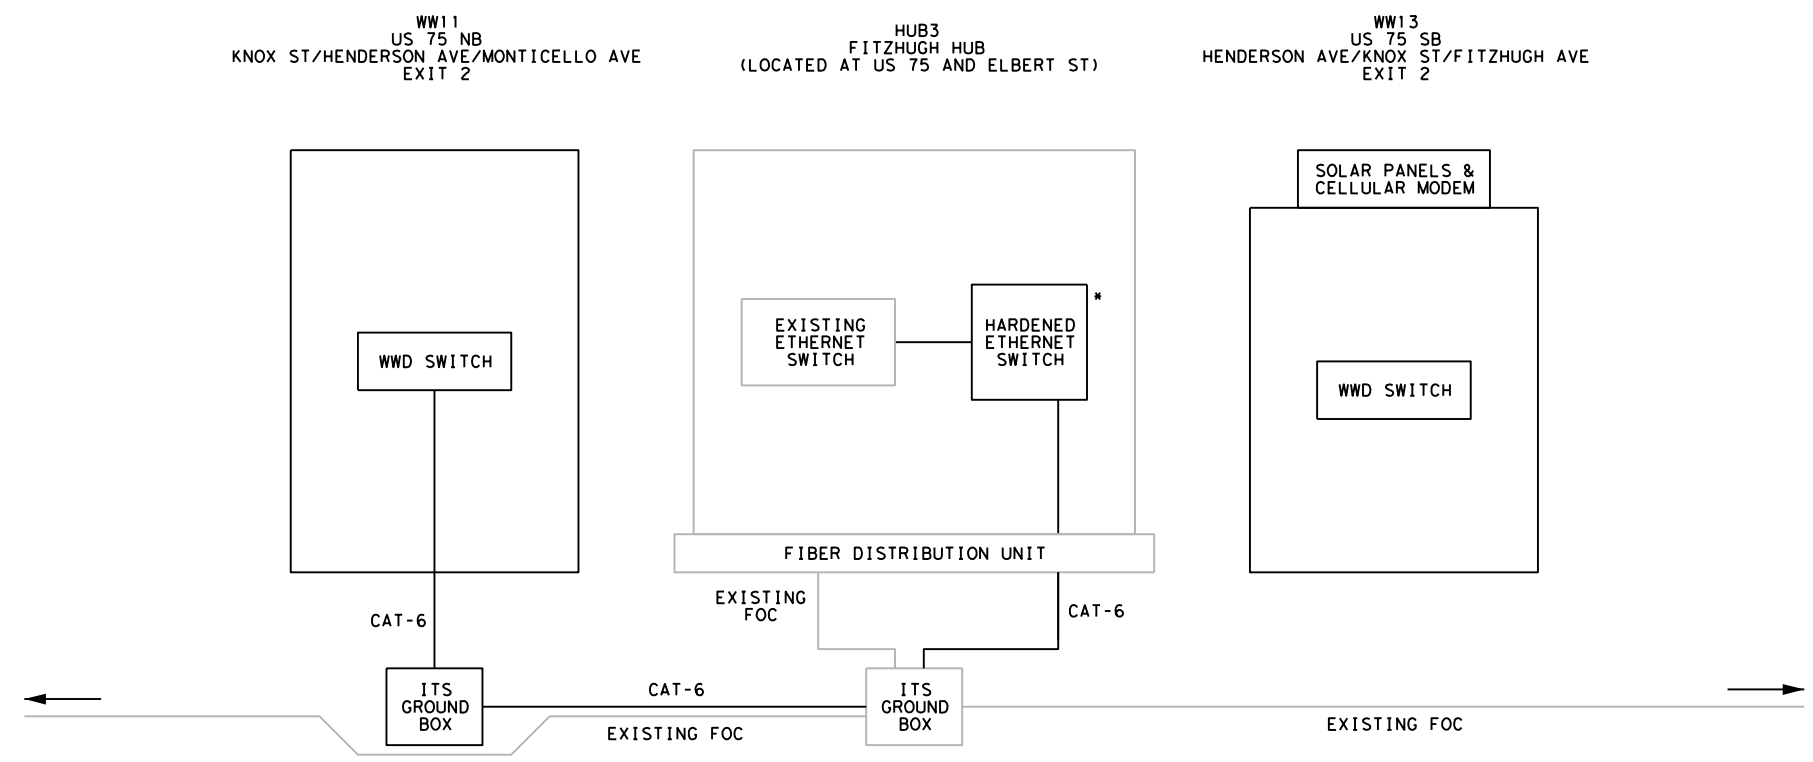 WW11
US 75 NB
KNOX ST/HENDERSON AVE/MONTICELLO AVE
EXIT 2
HUB3
FITZHUGH HUB
(LOCATED AT US 75 AND ELBERT ST)
WW13
US 75 SB
HENDERSON AVE/KNOX ST/FITZHUGH AVE
EXIT 2
SOLAR PANELS &
CELLULAR MODEM
WWD SWITCH
EXISTING
ETHERNET
SWITCH
HARDENED
ETHERNET
SWITCH
*
WWD SWITCH
FIBER DISTRIBUTION UNIT
CAT-6
EXISTING
FOC
CAT-6
ITS
GROUND
BOX
CAT-6
EXISTING FOC
ITS
GROUND
BOX
EXISTING FOC